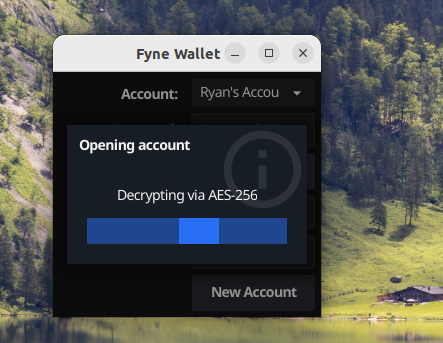 Fyne Wallet
Account:
Ryan's Accou
Opening account
Decrypting via AES-256
New Account